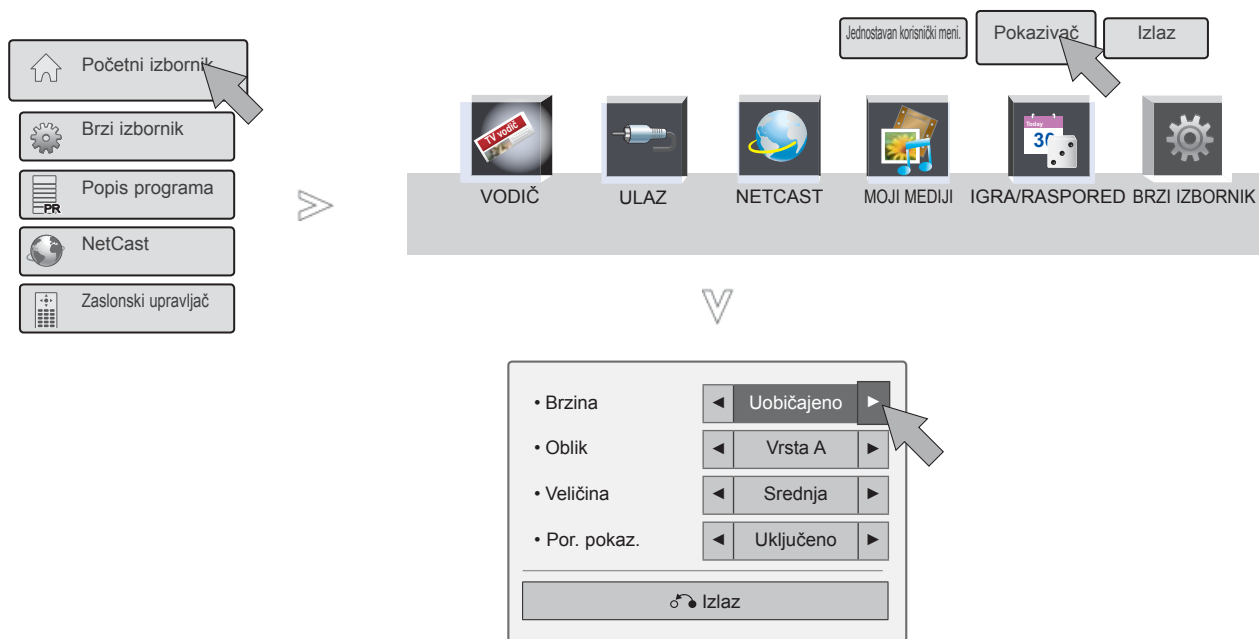 Početni izbornik
Brzi izbornik
Popis programa
PR
NetCast
Zaslonski upravljač
Jednostavan korisnički meni.
Pokazivač
Izlaz
TV vodič
Today
30
VODIČ
ULAZ
NETCAST
MOJI MEDIJI
IGRA/RASPORED
BRZI IZBORNIK
• Brzina ◄ Uobičajeno ►
• Oblik ◄ Vrsta A ►
• Veličina ◄ Srednja ►
• Por. pokaz. ◄ Uključeno ►
Izlaz